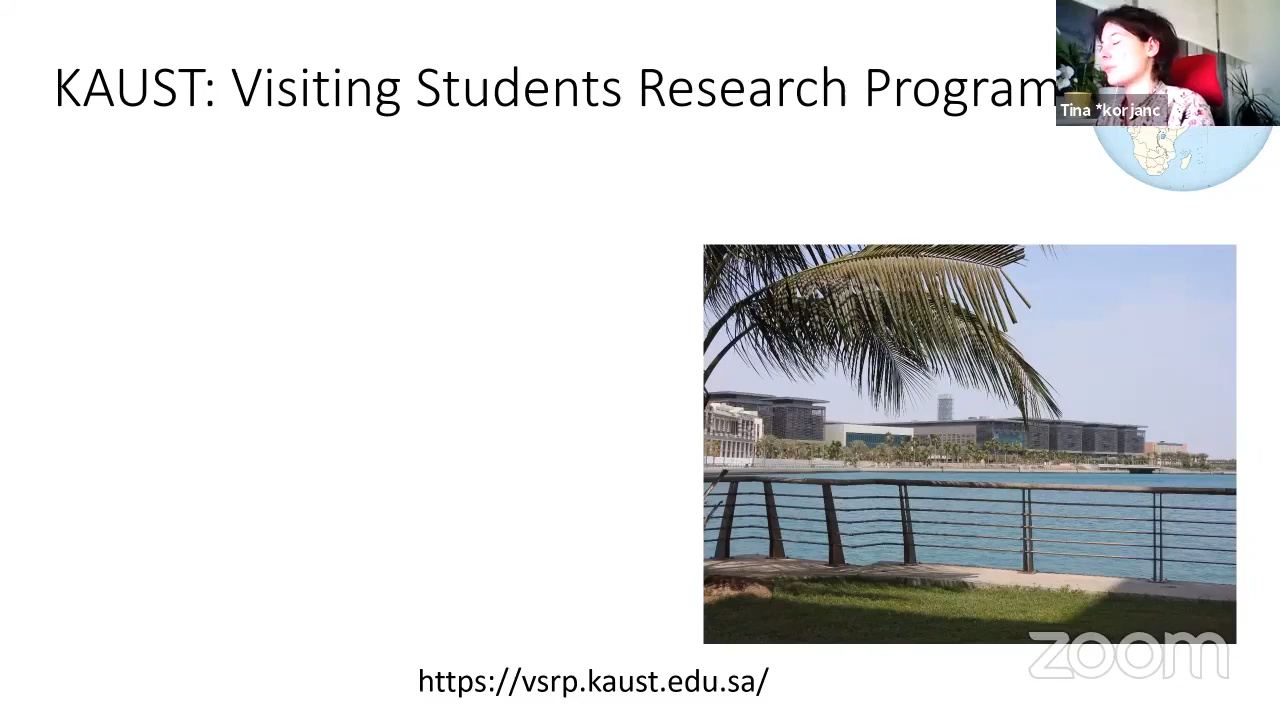 KAUST: Visiting Students Research Program
Tina *korjanc
https://vsrp.kaust.edu.sa/
zoom